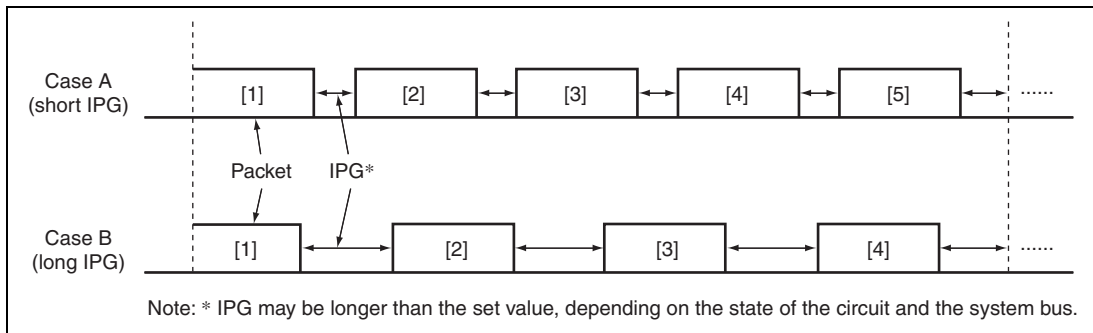 Case A
(short IPG)
[1] [2] [3] [4] [5] ......
Packet IPG*
Case B
(long IPG)
[1] [2] [3] [4] ......
Note: * IPG may be longer than the set value, depending on the state of the circuit and the system bus.